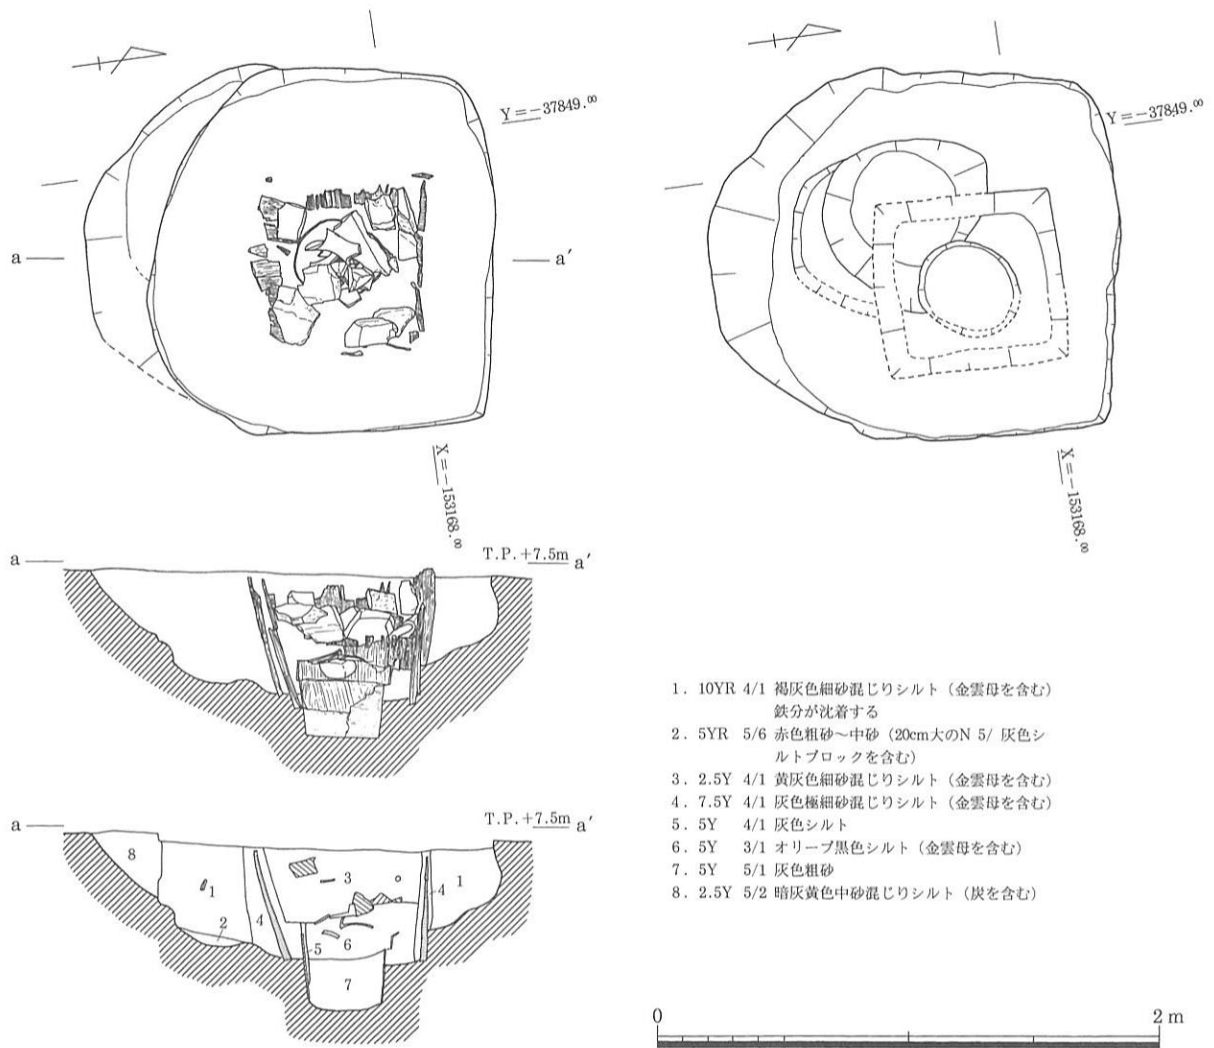 Y=-37849.⁰⁰
Y=-37849.⁰⁰
a a′
X=-153168.⁰⁰
X=-153168.⁰⁰
a T.P.+7.5m a′
1. 10YR 4/1 褐灰色細砂混じりシルト（金雲母を含む）
鉄分が沈着する
2. 5YR 5/6 赤色粗砂～中砂（20cm大のN 5/ 灰色シ
ルトブロックを含む）
3. 2.5Y 4/1 黄灰色細砂混じりシルト（金雲母を含む）
4. 7.5Y 4/1 灰色極細砂混じりシルト（金雲母を含む）
5. 5Y 4/1 灰色シルト
6. 5Y 3/1 オリーブ黒色シルト（金雲母を含む）
7. 5Y 5/1 灰色粗砂
8. 2.5Y 5/2 暗灰黄色中砂混じりシルト（炭を含む）
a T.P.+7.5m a′
8
1
2
4
3
5
6
7
4
1
0 2m